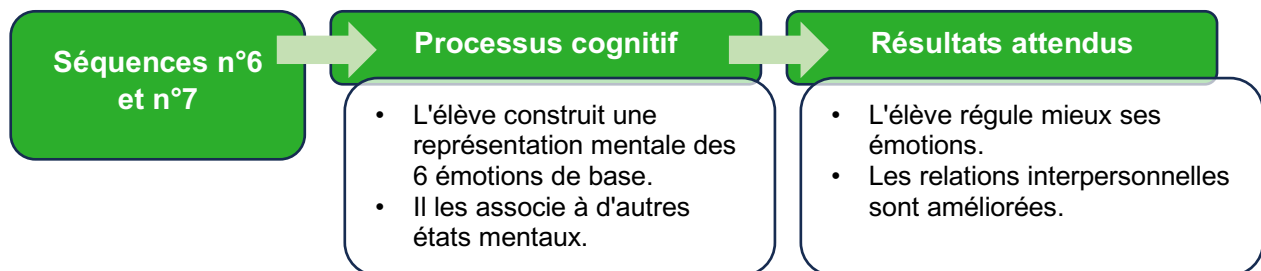 Séquences n°6
et n°7
Processus cognitif
• L'élève construit une
représentation mentale des
6 émotions de base.
• Il les associe à d'autres
états mentaux.
Résultats attendus
• L'élève régule mieux ses
émotions.
• Les relations interpersonnelles
sont améliorées.